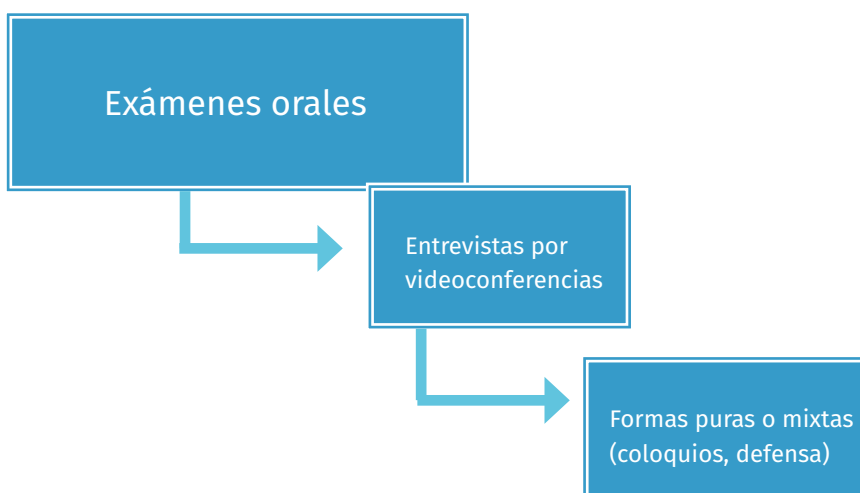 Exámenes orales
Entrevistas por
videoconferencias
Formas puras o mixtas
(coloquios, defensa)